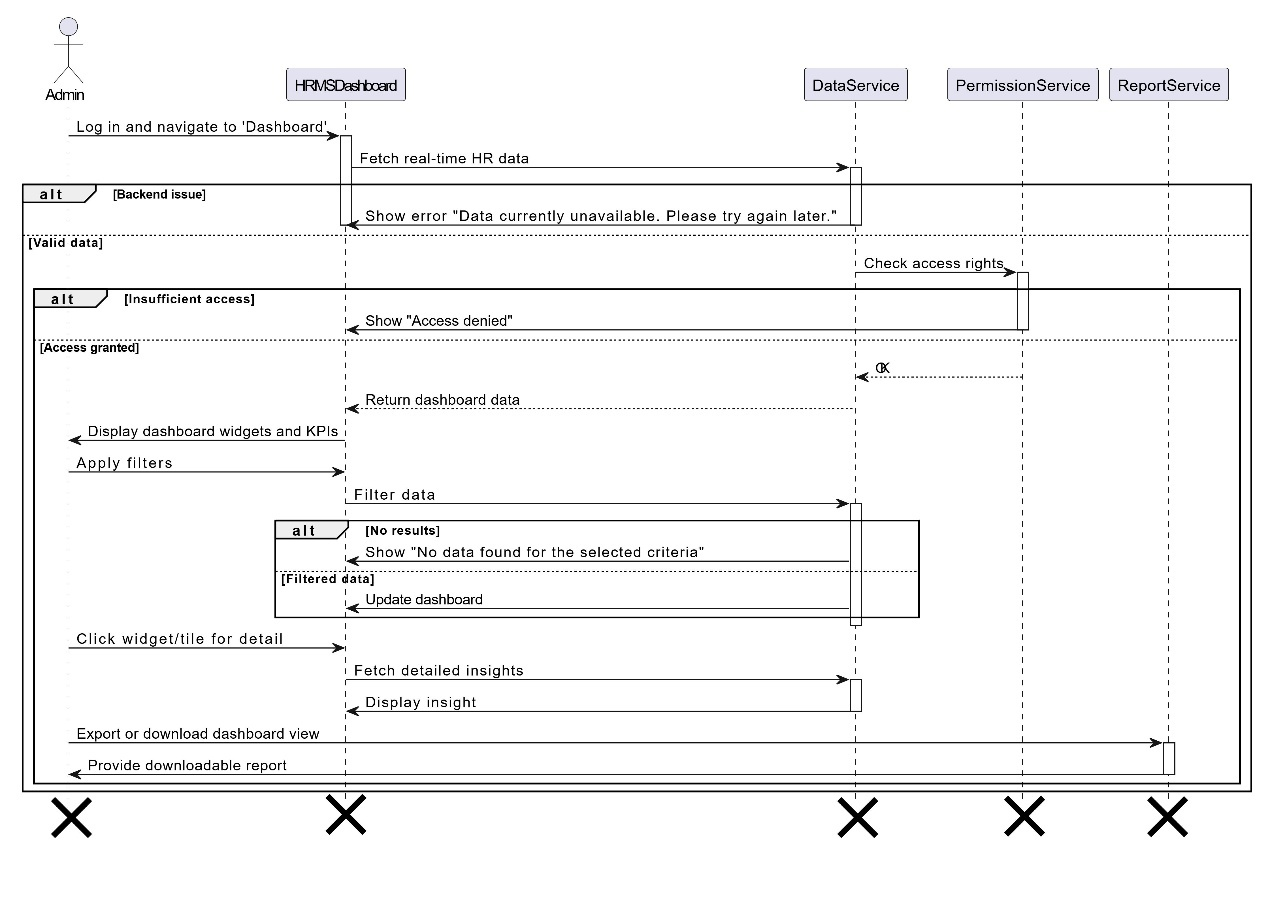 Admin
HRMSDashboard
DataService
PermissionService
ReportService
Log in and navigate to 'Dashboard'
Fetch real-time HR data
alt [Backend issue]
Show error "Data currently unavailable. Please try again later."
[Valid data]
Check access rights
alt [Insufficient access]
Show "Access denied"
[Access granted]
OK
Return dashboard data
Display dashboard widgets and KPIs
Apply filters
Filter data
alt [No results]
Show "No data found for the selected criteria"
[Filtered data]
Update dashboard
Click widget/tile for detail
Fetch detailed insights
Display insight
Export or download dashboard view
Provide downloadable report